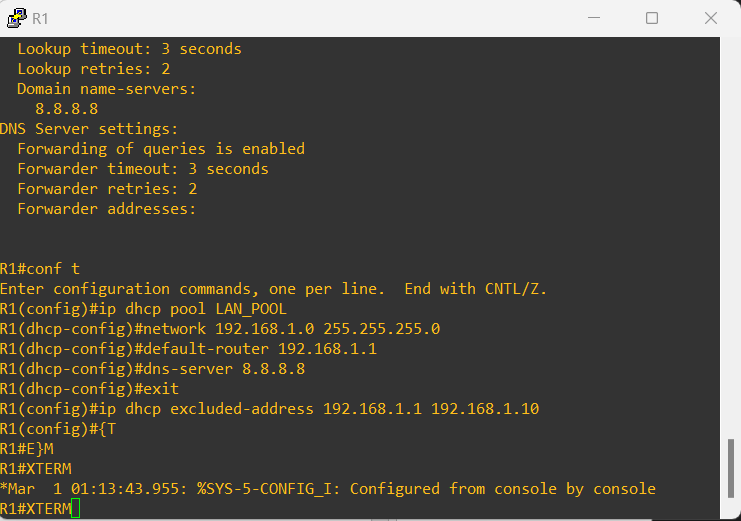 R1
Lookup timeout: 3 seconds
Lookup retries: 2
Domain name-servers:
8.8.8.8
DNS Server settings:
Forwarding of queries is enabled
Forwarder timeout: 3 seconds
Forwarder retries: 2
Forwarder addresses:
R1#conf t
Enter configuration commands, one per line.  End with CNTL/Z.
R1(config)#ip dhcp pool LAN_POOL
R1(dhcp-config)#network 192.168.1.0 255.255.255.0
R1(dhcp-config)#default-router 192.168.1.1
R1(dhcp-config)#dns-server 8.8.8.8
R1(dhcp-config)#exit
R1(config)#ip dhcp excluded-address 192.168.1.1 192.168.1.10
R1(config)#{T
R1#E}M
R1#XTERM
*Mar  1 01:13:43.955: %SYS-5-CONFIG_I: Configured from console by console
R1#XTERM